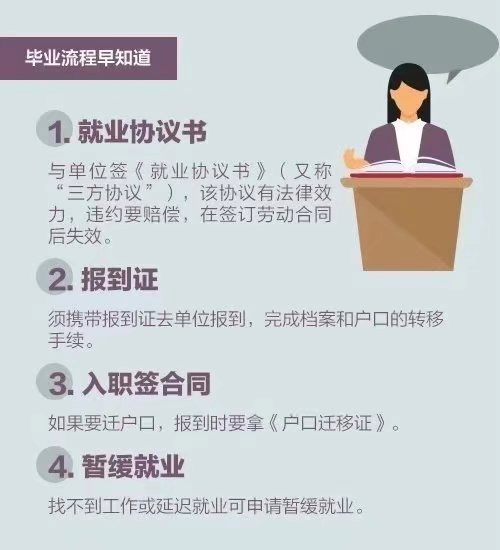 毕业流程早知道
1. 就业协议书
与单位签《就业协议书》（又称
“三方协议”），该协议有法律效
力，违约要赔偿，在签订劳动合同
后失效。
2. 报到证
须携带报到证去单位报到，完成档案和户口的转移
手续。
3. 入职签合同
如果要迁户口，报到时要拿《户口迁移证》。
4. 暂缓就业
找不到工作或延迟就业可申请暂缓就业。